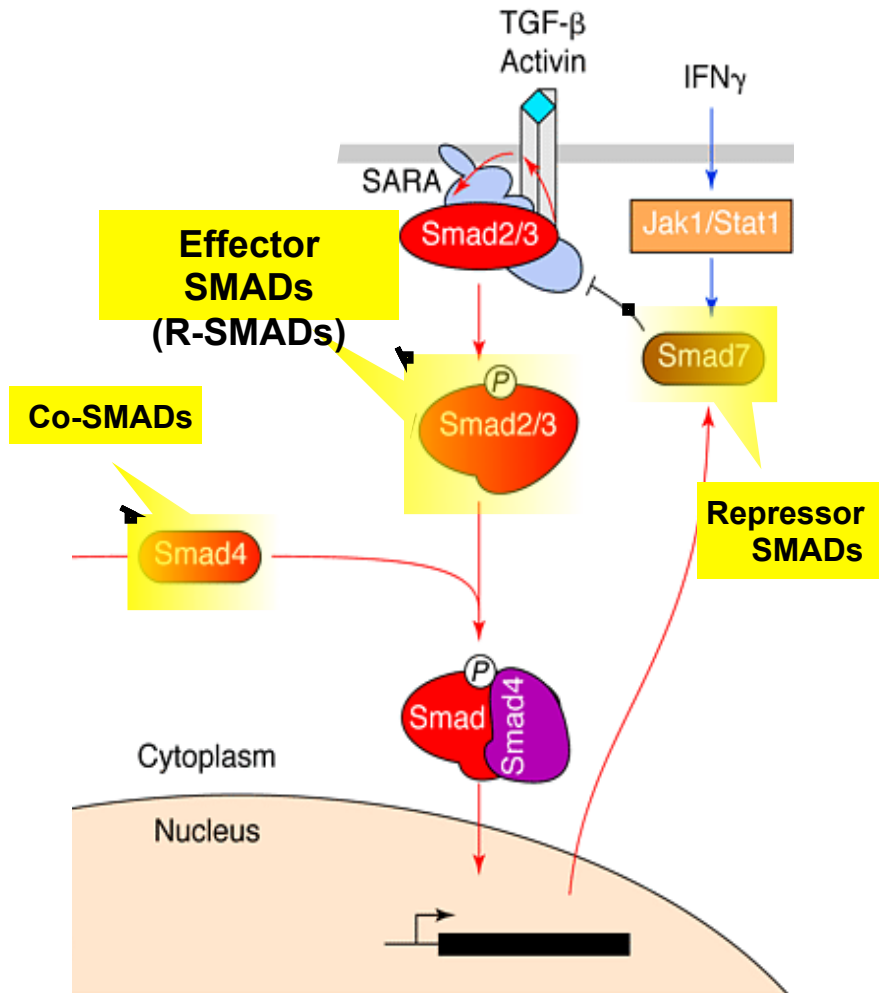 TGF-β
Activin
IFNγ
SARA
Smad2/3
Jak1/Stat1
Effector
SMADs
(R-SMADs)
Smad7
P
Smad2/3
Co-SMADs
Repressor
SMADs
Smad4
P
Smad
Smad4
Cytoplasm
Nucleus